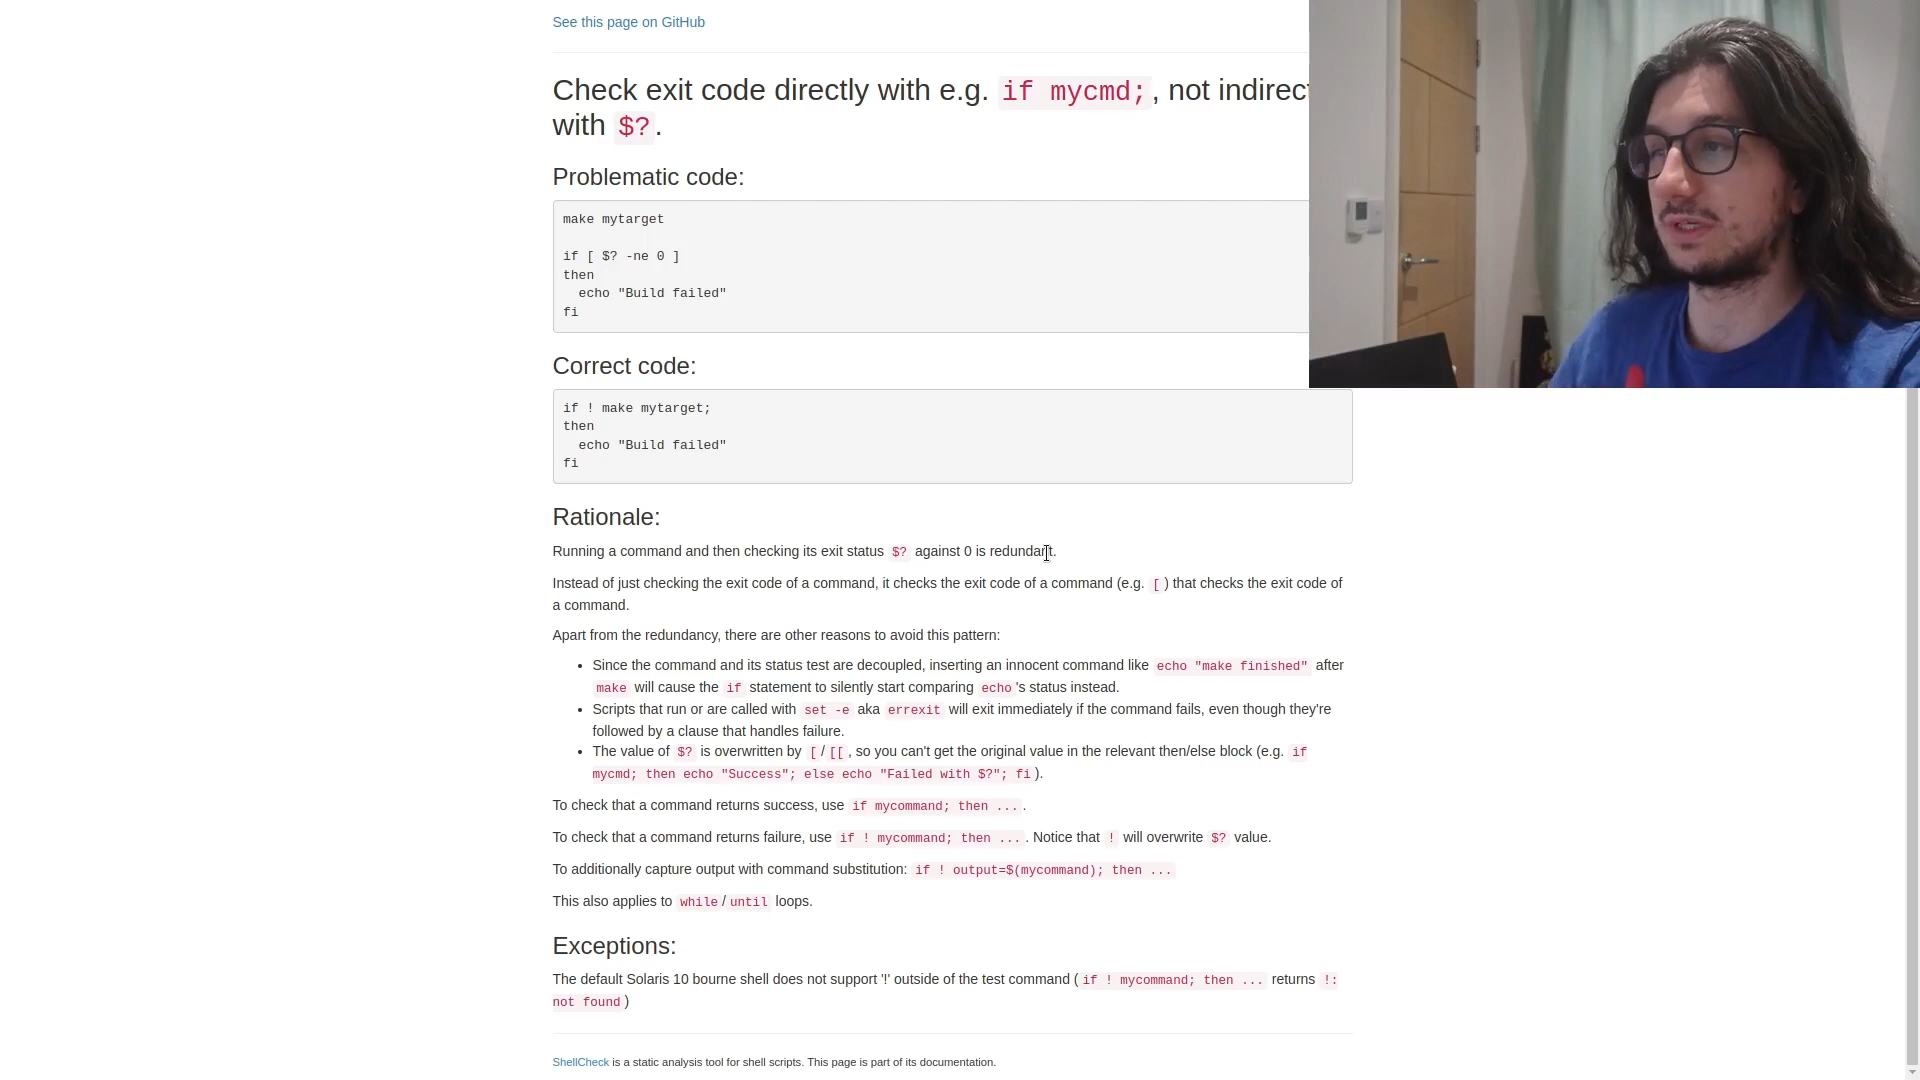 See this page on GitHub
Check exit code directly with e.g. if mycmd;, not indirect
with $?.
Problematic code:
make mytarget
if [ $? -ne 0 ]
then
  echo "Build failed"
fi
Correct code:
if ! make mytarget;
then
  echo "Build failed"
fi
Rationale:
Running a command and then checking its exit status $? against 0 is redundant.
Instead of just checking the exit code of a command, it checks the exit code of a command (e.g. [ ) that checks the exit code of
a command.
Apart from the redundancy, there are other reasons to avoid this pattern:
• Since the command and its status test are decoupled, inserting an innocent command like echo "make finished" after
make will cause the if statement to silently start comparing echo's status instead.
• Scripts that run or are called with set -e aka errexit will exit immediately if the command fails, even though they're
followed by a clause that handles failure.
• The value of $? is overwritten by [ / [[ , so you can't get the original value in the relevant then/else block (e.g. if
mycmd; then echo "Success"; else echo "Failed with $?"; fi ).
To check that a command returns success, use if mycommand; then ... .
To check that a command returns failure, use if ! mycommand; then ... . Notice that ! will overwrite $? value.
To additionally capture output with command substitution: if ! output=$(mycommand); then ...
This also applies to while / until loops.
Exceptions:
The default Solaris 10 bourne shell does not support '!' outside of the test command ( if ! mycommand; then ... returns !:
not found )
ShellCheck is a static analysis tool for shell scripts. This page is part of its documentation.